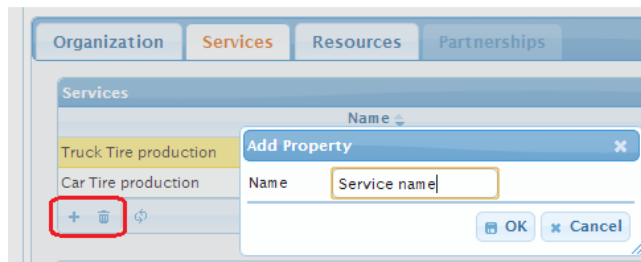 Organization Services Resources Partnerships
Services
Name
Truck Tire production
Add Property
Car Tire production
Name Service name
OK Cancel